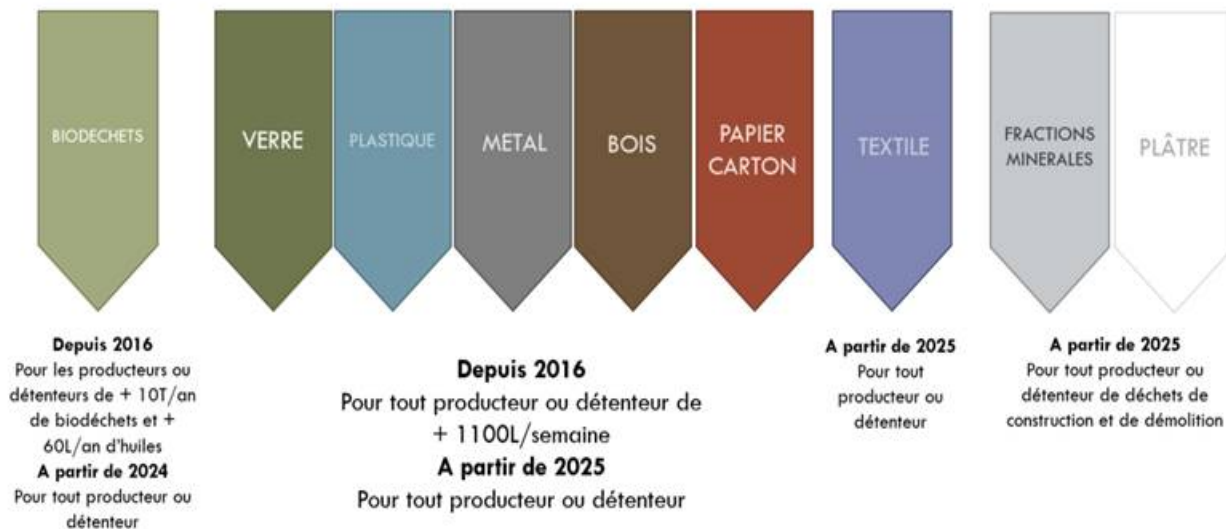 BIODECHETS
VERRE
PLASTIQUE
METAL
BOIS
PAPIER
CARTON
TEXTILE
FRACTIONS
MINERALES
PLÂTRE
Depuis 2016
Pour les producteurs ou
détenteurs de + 10T/an
de biodéchets et +
60L/an d'huiles
A partir de 2024
Pour tout producteur ou
détenteur
Depuis 2016
Pour tout producteur ou détenteur de
+ 1100L/semaine
A partir de 2025
Pour tout producteur ou détenteur
A partir de 2025
Pour tout
producteur ou
détenteur
A partir de 2025
Pour tout producteur ou
détenteur de déchets de
construction et de démolition